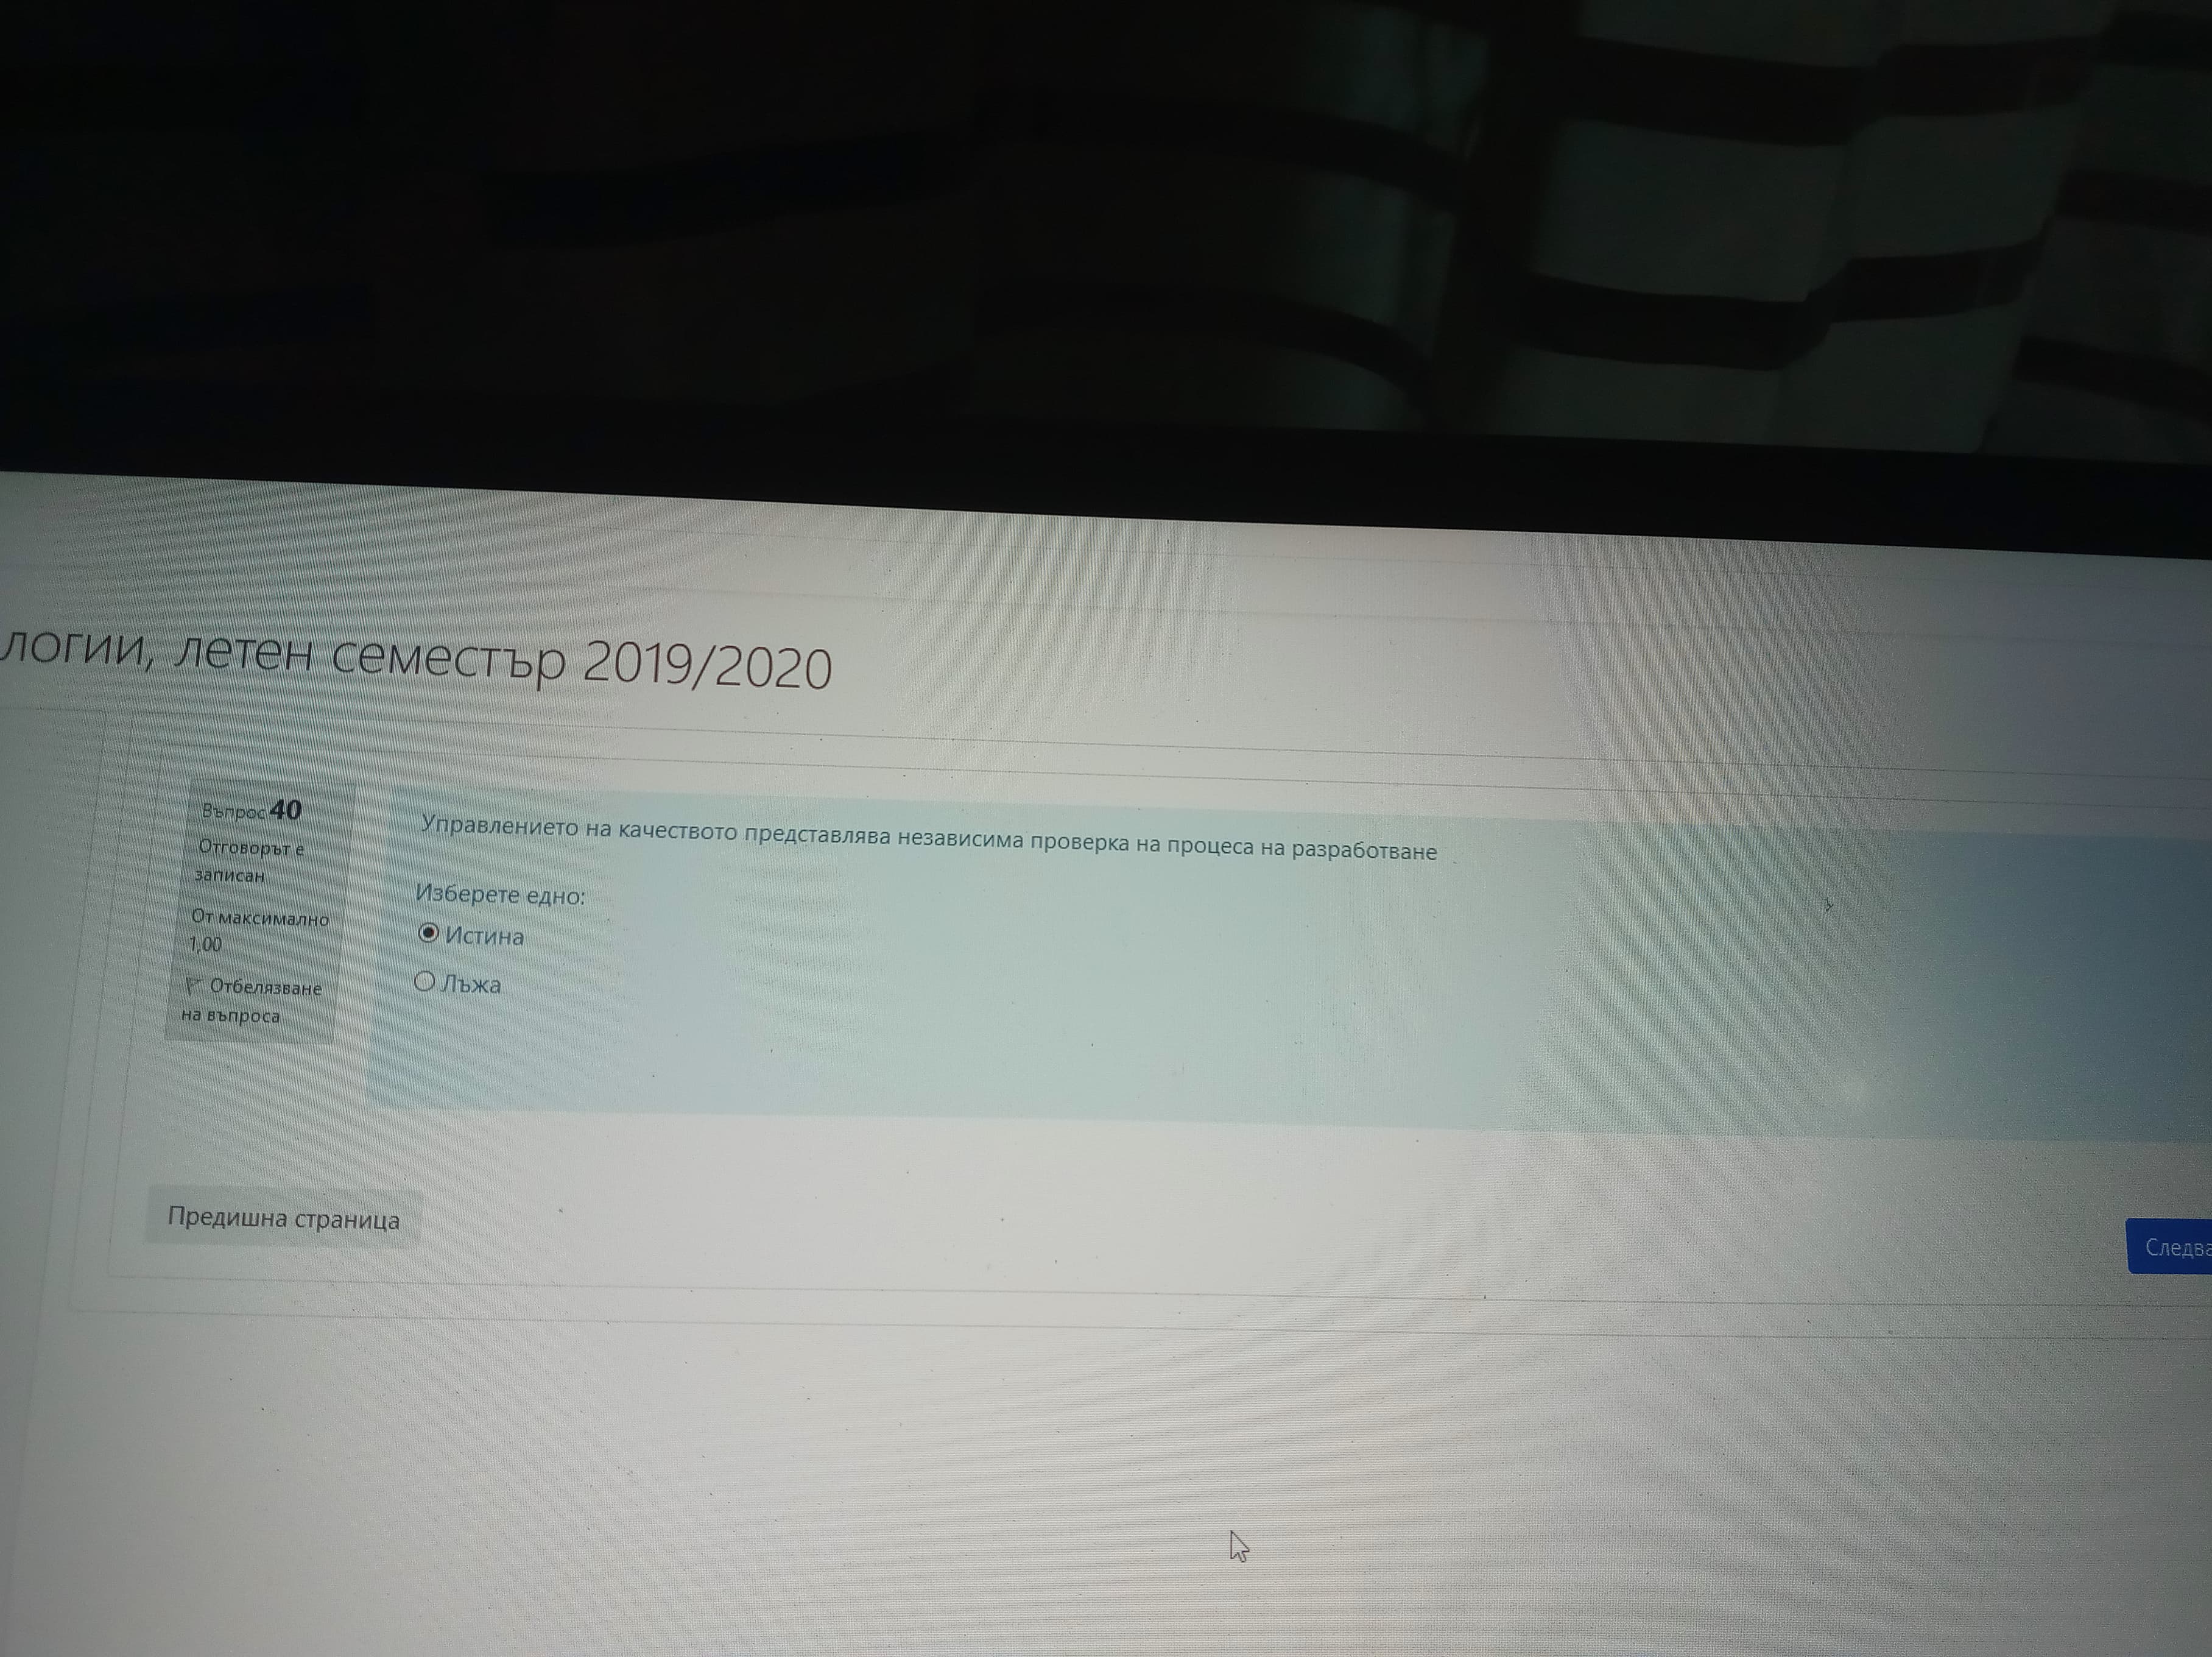 логии, летен семестър 2019/2020
Въпрос 40
Отговорът е
записан
От максимално
1,00
Отбелязване
на въпроса
Управлението на качеството представлява независима проверка на процеса на разработване
Изберете едно:
Истина
Лъжа
Предишна страница
Следва